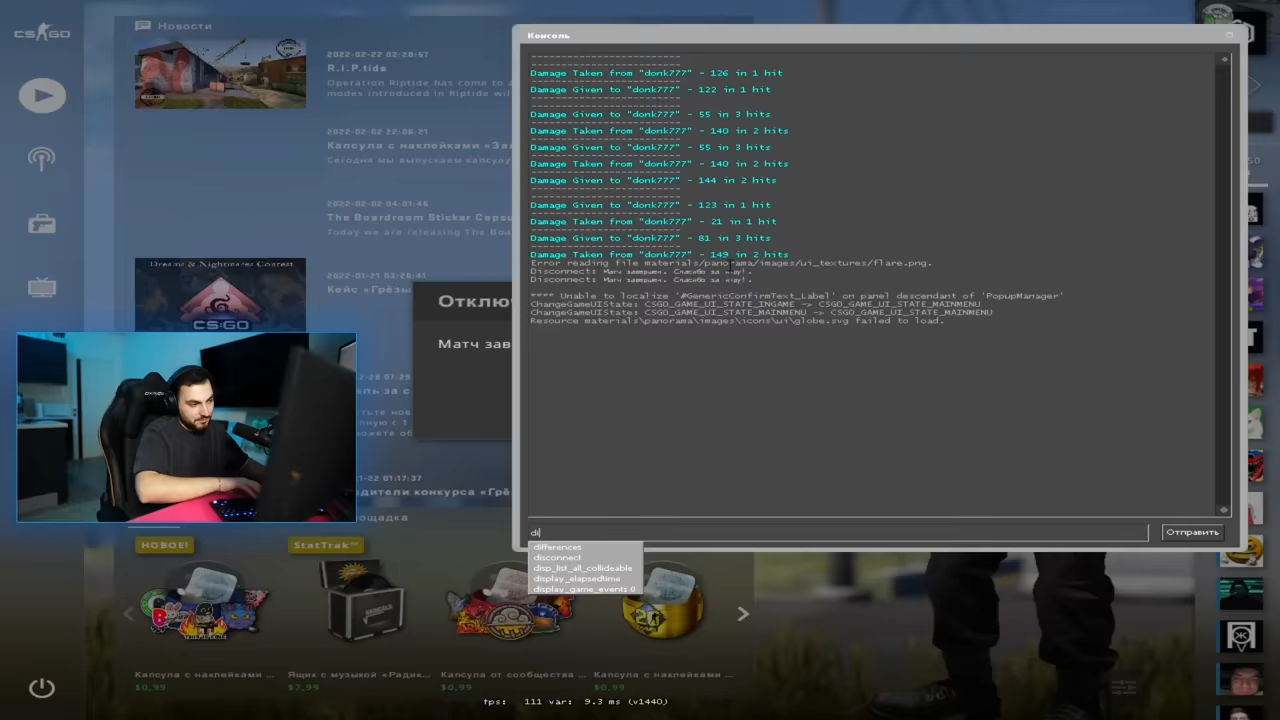 CS GO
Новости
2022-02-22 02:28:57
R.I.P.tide
Operation Riptide has come to
modes introduced in Riptide wil
2022-02-02 22:06:21
Капсула с наклейками «За
Сегодня мы выпускаем капсулу
2022-02-02 04:01:46
The Boardroom Sticker Capsu
Today we are releasing The Boa
2022-01-21 03:28:41
Кейс «Грёзы
Dreams & Nightmares Contest
CS:GO
Отклю
Матч зав
НОВОЕ!
StatTrak™
Капсула с наклейками ...
$0,99
Ящик с музыкой «Радик...
$7,99
Капсула от сообщества ...
$0,99
Капсула с наклейками ...
$0,99
Консоль
Damage Taken from "donk777" - 126 in 1 hit
Damage Given to "donk777" - 122 in 1 hit
Damage Given to "donk777" - 55 in 3 hits
Damage Taken from "donk777" - 140 in 2 hits
Damage Given to "donk777" - 55 in 3 hits
Damage Taken from "donk777" - 140 in 2 hits
Damage Given to "donk777" - 144 in 2 hits
Damage Given to "donk777" - 123 in 1 hit
Damage Taken from "donk777" - 21 in 1 hit
Damage Given to "donk777" - 81 in 3 hits
Damage Taken from "donk777" - 149 in 2 hits
Error reading file materials/panorama/images/ui_textures/flare.png.
Disconnect: Матч завершен. Спасибо за игру!.
Disconnect: Матч завершен. Спасибо за игру!.
**** Unable to localize '#GenericConfirmText_Label' on panel descendant of 'PopupManager'
ChangeGameUIState: CSGO_GAME_UI_STATE_INGAME -> CSGO_GAME_UI_STATE_MAINMENU
ChangeGameUIState: CSGO_GAME_UI_STATE_MAINMENU -> CSGO_GAME_UI_STATE_MAINMENU
Resource materials\panorama\images\icons\ui\globe.svg failed to load.
di
Отправить
differences
disconnect
disp_list_all_collideable
display_elapsedtime
display_game_events 0
fps: 111 var: 9.3 ms (v1440)